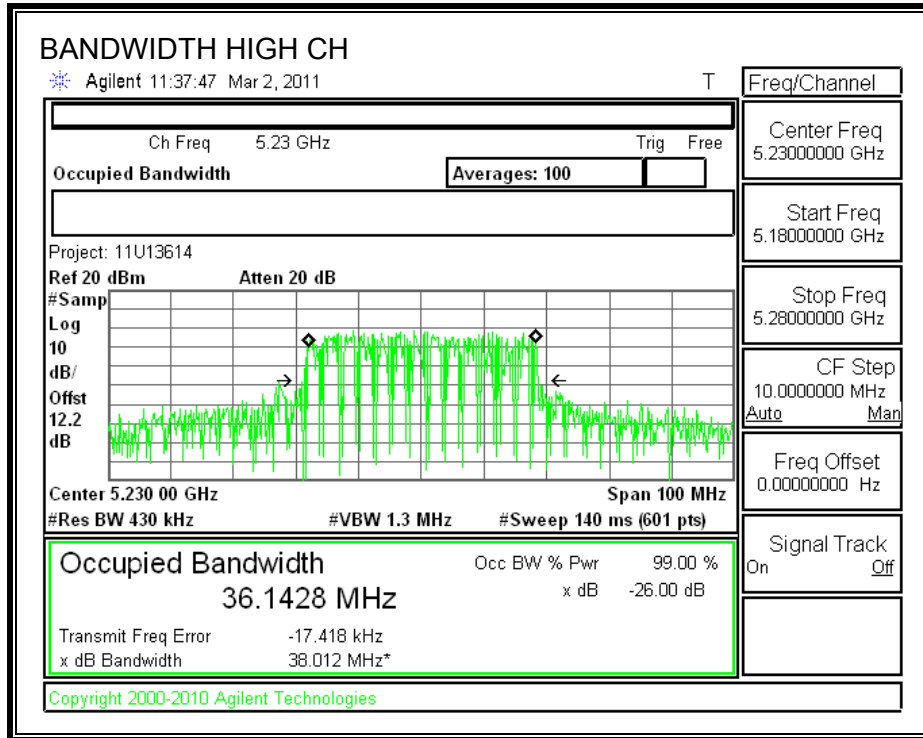 BANDWIDTH HIGH CH
Agilent 11:37:47 Mar 2, 2011 T
Freq/Channel
Ch Freq 5.23 GHz Trig Free
Occupied Bandwidth Averages: 100
Project: 11U13614
Ref 20 dBm Atten 20 dB
#Samp
Log
10
dB/
Offst
12.2
dB
Center 5.230 00 GHz Span 100 MHz
#Res BW 430 kHz #VBW 1.3 MHz #Sweep 140 ms (601 pts)
Occupied Bandwidth Occ BW % Pwr 99.00 %
36.1428 MHz x dB -26.00 dB
Transmit Freq Error -17.418 kHz
x dB Bandwidth 38.012 MHz*
Copyright 2000-2010 Agilent Technologies
Center Freq
5.23000000 GHz
Start Freq
5.18000000 GHz
Stop Freq
5.28000000 GHz
CF Step
10.0000000 MHz
Auto Man
Freq Offset
0.00000000 Hz
Signal Track
On Off